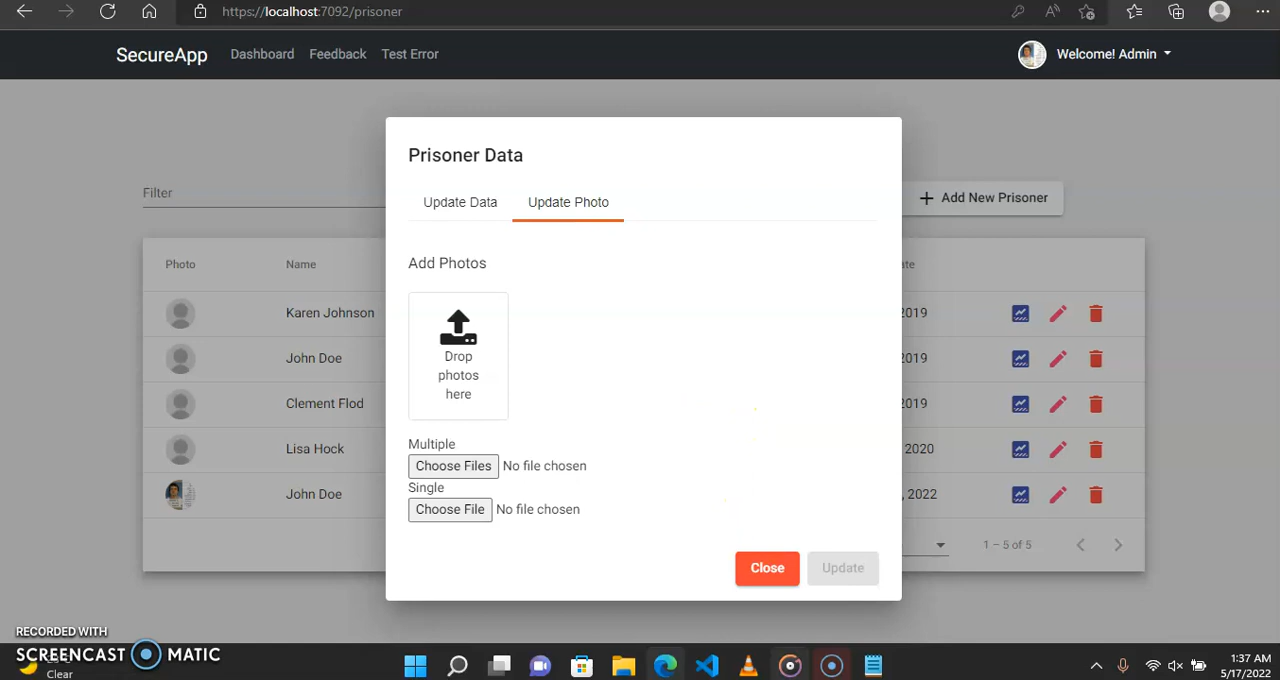 https://localhost:7092/prisoner
SecureApp Dashboard Feedback Test Error Welcome! Admin
Prisoner Data
Update Data Update Photo
Filter
Add New Prisoner
Photo Name
Add Photos
Karen Johnson 2019
Drop
photos
here
John Doe 2019
Clement Flod 2019
Multiple
Lisa Hock 2020
Choose Files No file chosen
Single
John Doe , 2022
Choose File No file chosen
1 – 5 of 5
Close Update
RECORDED WITH
SCREENCAST MATIC
Clear
1:37 AM
5/17/2022